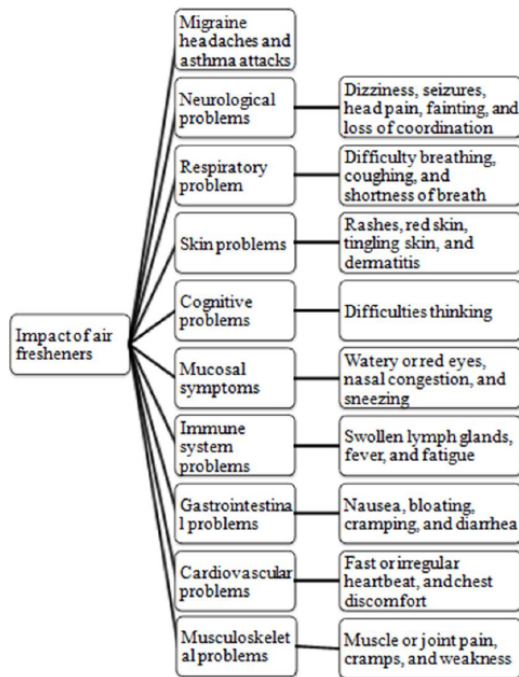 Migraine
headaches and
asthma attacks
Neurological
problems
Dizziness, seizures,
head pain, fainting, and
loss of coordination
Respiratory
problem
Difficulty breathing,
coughing, and
shortness of breath
Skin problems
Rashes, red skin,
tingling skin, and
dermatitis
Cognitive
problems
Difficulties thinking
Impact of air
fresheners
Mucosal
symptoms
Watery or red eyes,
nasal congestion, and
sneezing
Immune
system
problems
Swollen lymph glands,
fever, and fatigue
Gastrointestina
l problems
Nausea, bloating,
cramping, and diarrhea
Cardiovascular
problems
Fast or irregular
heartbeat, and chest
discomfort
Musculoskelet
al problems
Muscle or joint pain,
cramps, and weakness